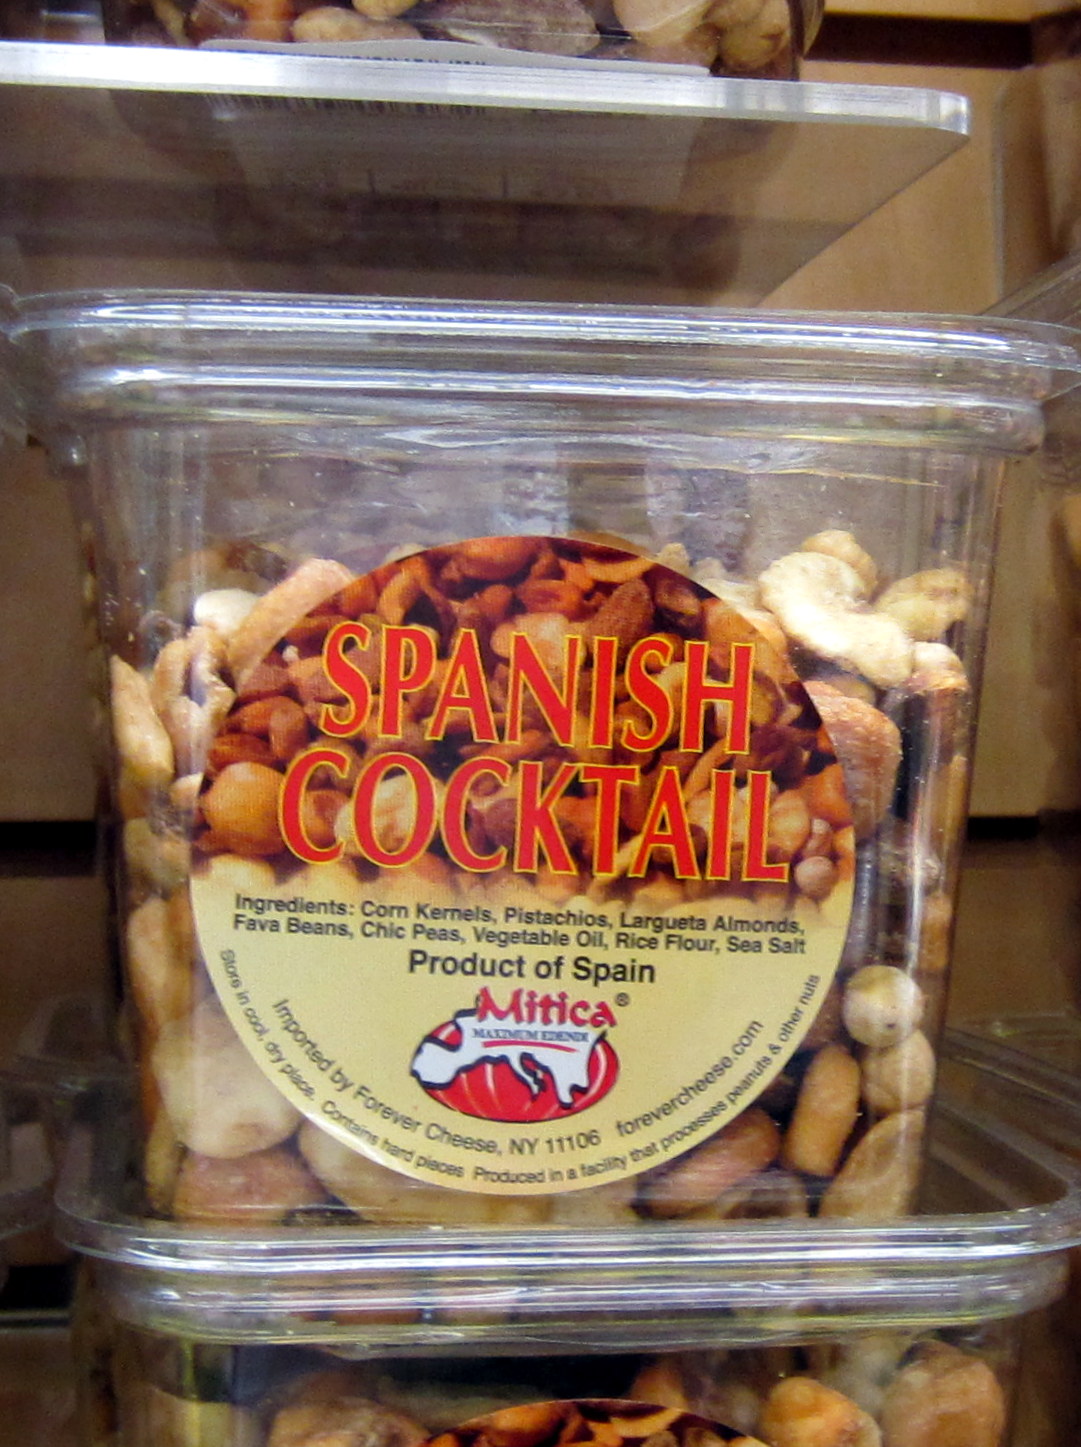 SPANISH
COCKTAIL
Ingredients: Corn Kernels, Pistachios, Largueta Almonds,
Fava Beans, Chic Peas, Vegetable Oil, Rice Flour, Sea Salt
Product of Spain
Mitica®
MAXIMUM EDENDI
Imported by Forever Cheese, NY 11106 forevercheese.com
Store in cool, dry place. Contains hard pieces Produced in a facility that processes peanuts & other nuts